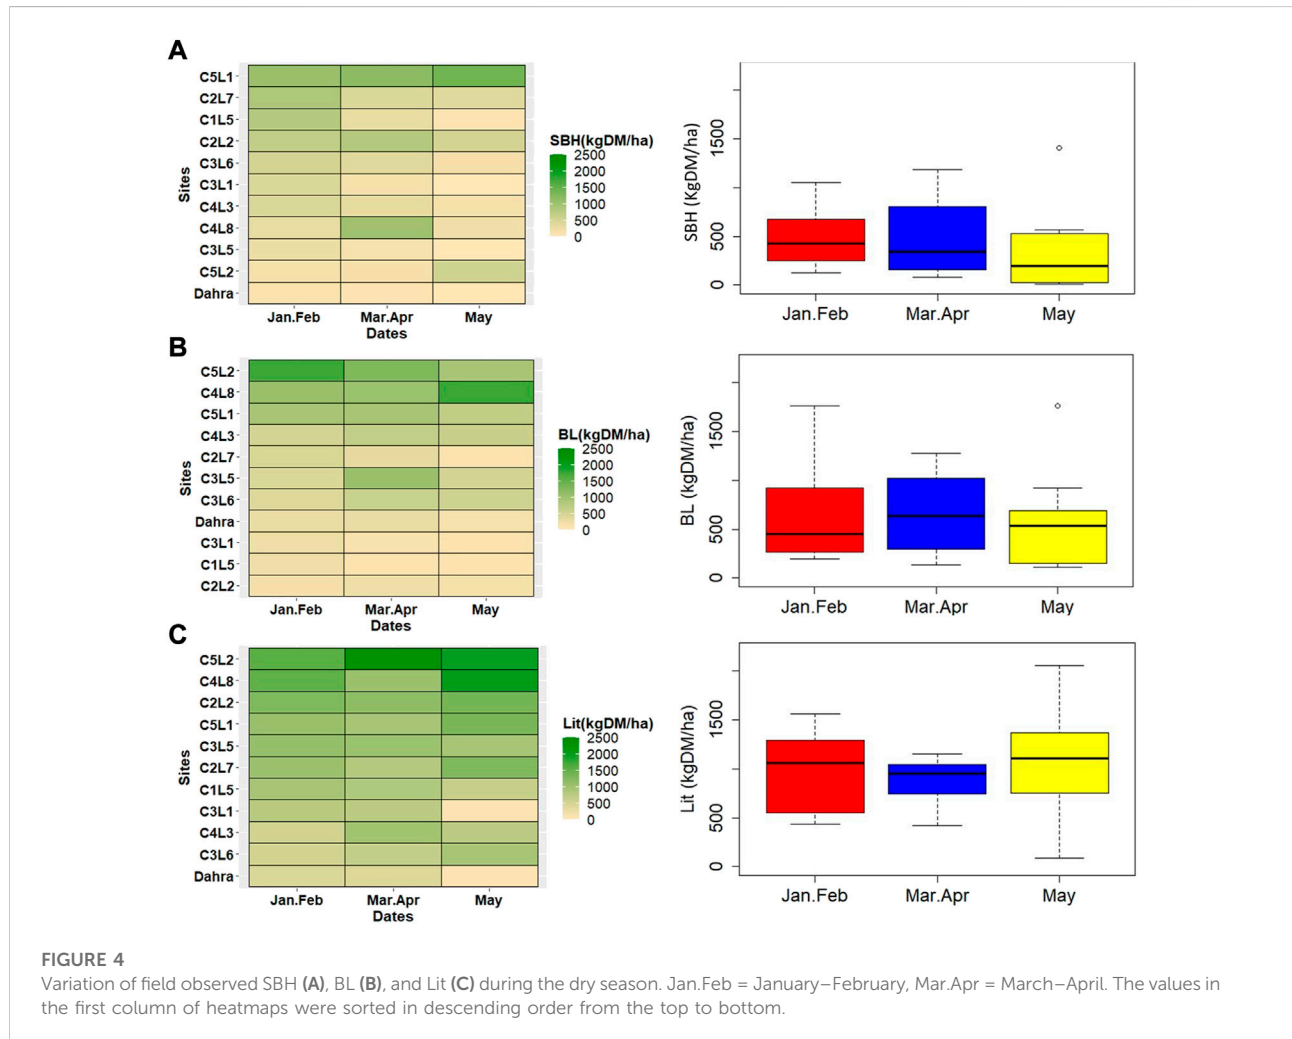 A
C5L1
C2L7
C1L5
C2L2
C3L6
C3L1
C4L3
C4L8
C3L5
C5L2
Dahra
Sites
Jan.Feb Mar.Apr May
Dates
SBH(kgDM/ha)
2500
2000
1500
1000
500
0
SBH (KgDM/ha)
1500
500
0
Jan.Feb Mar.Apr May
B
C5L2
C4L8
C5L1
C4L3
C2L7
C3L5
C3L6
Dahra
C3L1
C1L5
C2L2
Sites
Jan.Feb Mar.Apr May
Dates
BL(kgDM/ha)
2500
2000
1500
1000
500
0
BL (kgDM/ha)
1500
500
0
Jan.Feb Mar.Apr May
C
C5L2
C4L8
C2L2
C5L1
C3L5
C2L7
C1L5
C3L1
C4L3
C3L6
Dahra
Sites
Jan.Feb Mar.Apr May
Dates
Lit(kgDM/ha)
2500
2000
1500
1000
500
0
Lit (kgDM/ha)
1500
500
0
Jan.Feb Mar.Apr May
FIGURE 4
Variation of field observed SBH (A), BL (B), and Lit (C) during the dry season. Jan.Feb = January–February, Mar.Apr = March–April. The values in
the first column of heatmaps were sorted in descending order from the top to bottom.